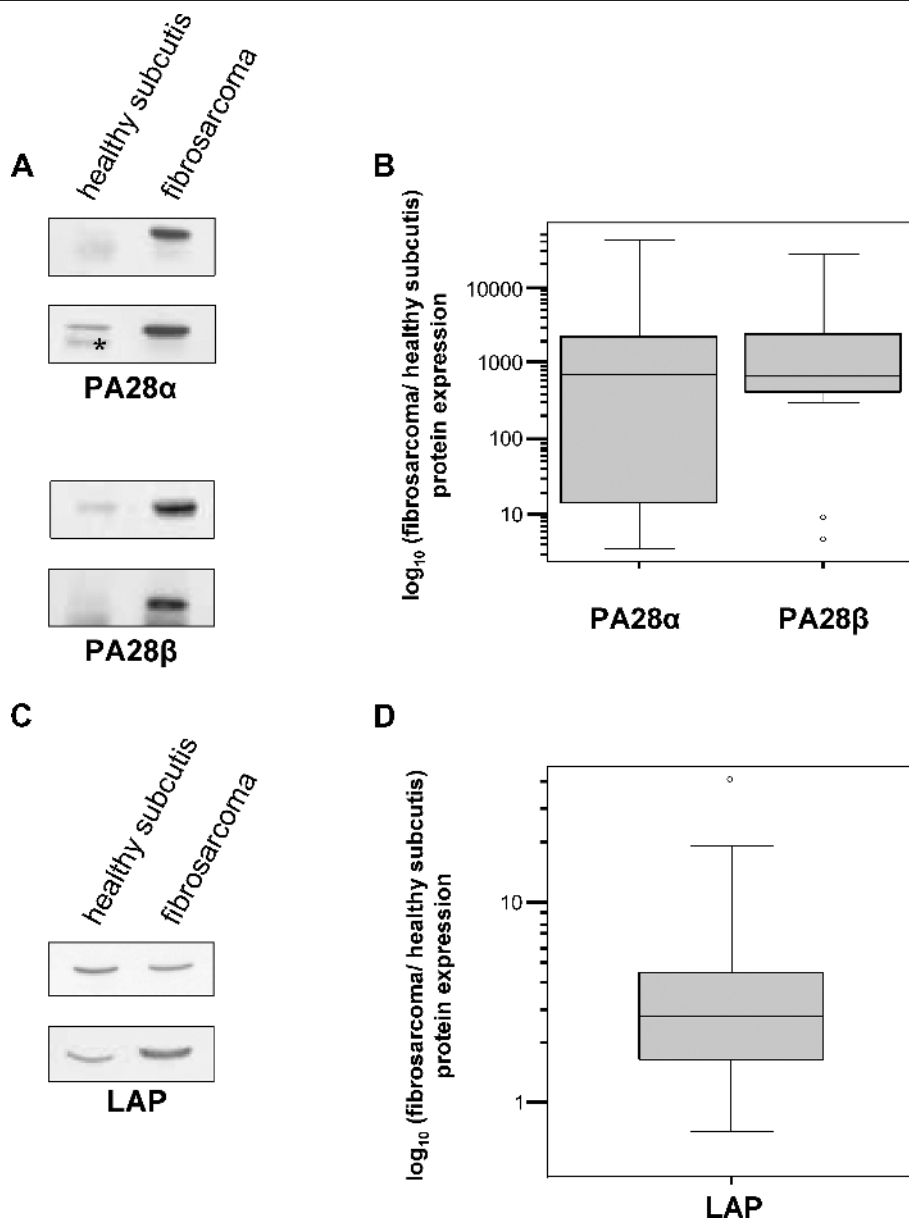 A
healthy subcutis
fibrosarcoma
*
PA28α
PA28β
B
log₁₀ (fibrosarcoma/ healthy subcutis)
protein expression
10000
1000
100
10
PA28α
PA28β
C
healthy subcutis
fibrosarcoma
LAP
D
log₁₀ (fibrosarcoma/ healthy subcutis)
protein expression
10
1
LAP